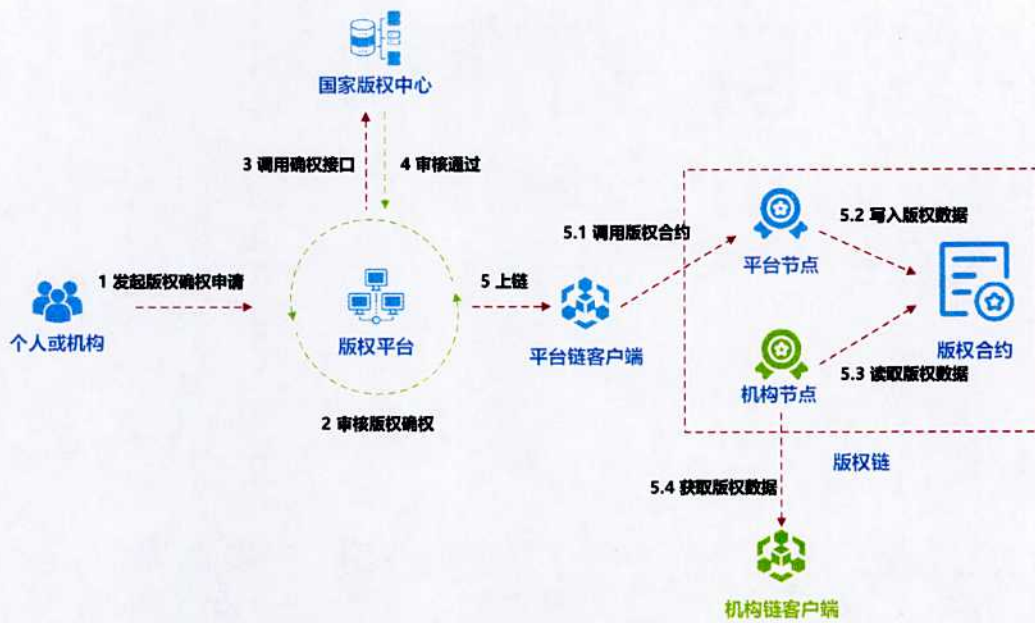 国家版权中心
3 调用确权接口
4 审核通过
5.1 调用版权合约
5.2 写入版权数据
平台节点
1 发起版权确权申请
5 上链
个人或机构
版权平台
平台链客户端
版权合约
5.3 读取版权数据
机构节点
2 审核版权确权
版权链
5.4 获取版权数据
机构链客户端